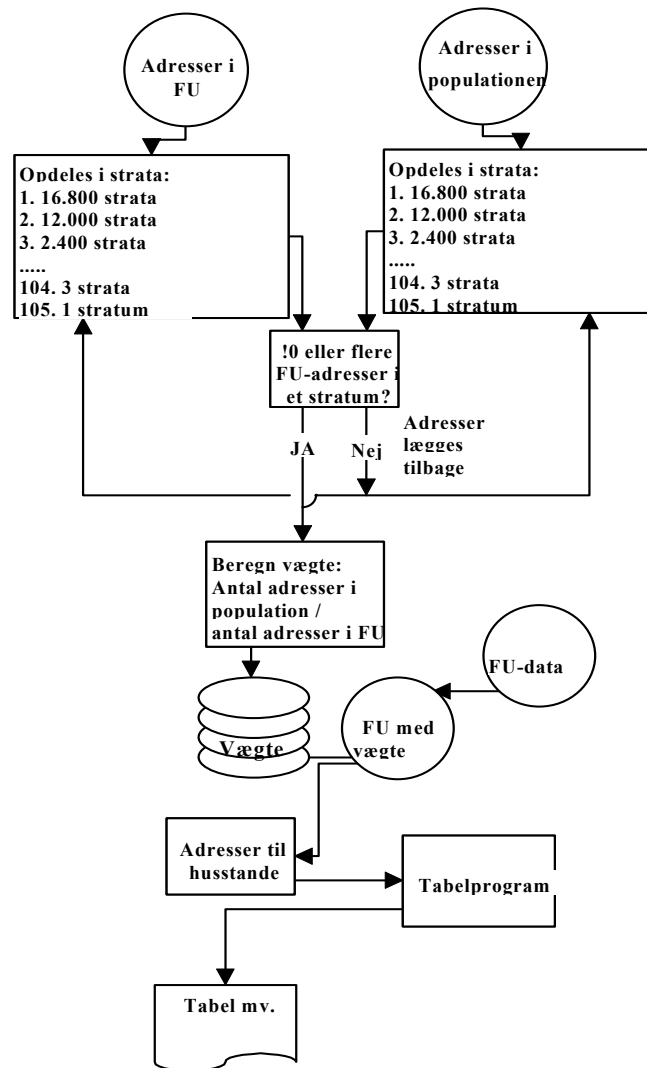 Adresser i
FU
Adresser i
populationen
Opdeles i strata:
1. 16.800 strata
2. 12.000 strata
3. 2.400 strata
.....
104. 3 strata
105. 1 stratum
Opdeles i strata:
1. 16.800 strata
2. 12.000 strata
3. 2.400 strata
.....
104. 3 strata
105. 1 stratum
!0 eller flere
FU-adresser i
et stratum?
JA
Nej
Adresser
lægges
tilbage
Beregn vægte:
Antal adresser i
population /
antal adresser i FU
FU-data
Vægte
FU med
vægte
Adresser til
husstande
Tabelprogram
Tabel mv.